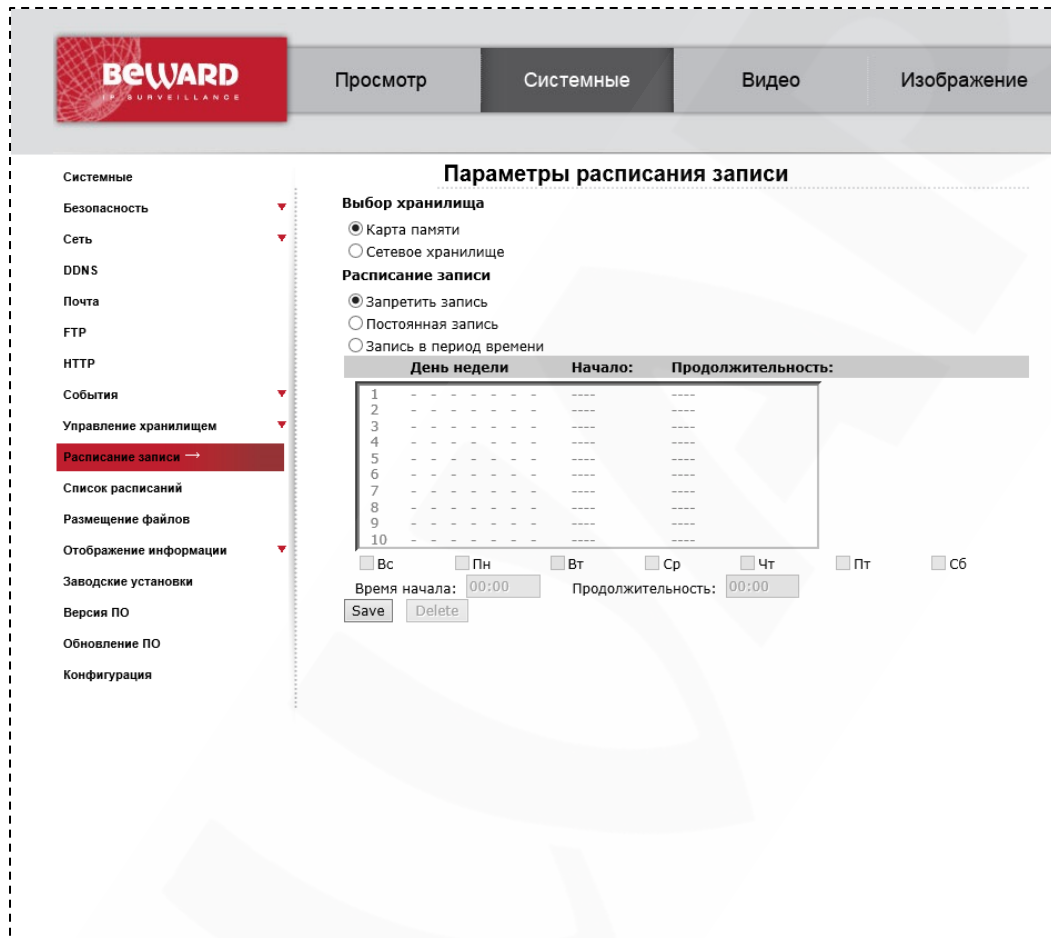 BEWARD
IP SURVEILLANCE
Просмотр Системные Видео Изображение
Системные
Безопасность
Сеть
DDNS
Почта
FTP
HTTP
События
Управление хранилищем
Расписание записи →
Список расписаний
Размещение файлов
Отображение информации
Заводские установки
Версия ПО
Обновление ПО
Конфигурация
Параметры расписания записи
Выбор хранилища
Карта памяти
Сетевое хранилище
Расписание записи
Запретить запись
Постоянная запись
Запись в период времени
День недели Начало: Продолжительность:
1 - - - - - - - ---- ----
2 - - - - - - - ---- ----
3 - - - - - - - ---- ----
4 - - - - - - - ---- ----
5 - - - - - - - ---- ----
6 - - - - - - - ---- ----
7 - - - - - - - ---- ----
8 - - - - - - - ---- ----
9 - - - - - - - ---- ----
10 - - - - - - - ---- ----
Вс Пн Вт Ср Чт Пт Сб
Время начала: 00:00 Продолжительность: 00:00
Save Delete